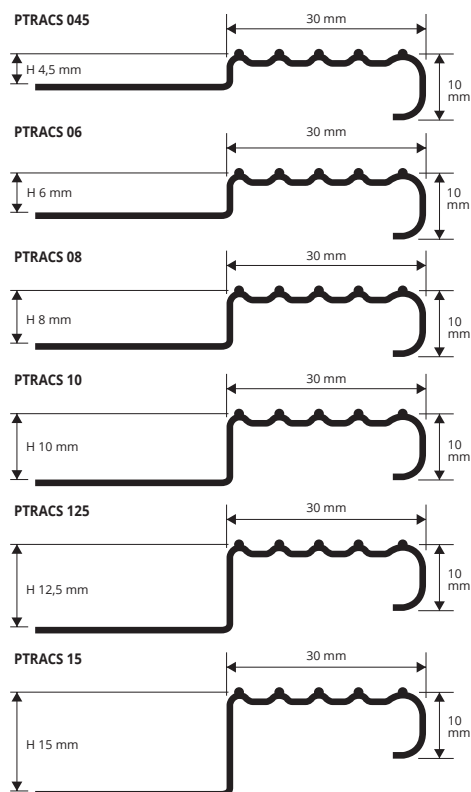 PTRACS 045
30 mm
H 4,5 mm
10
mm
PTRACS 06
30 mm
H 6 mm
10
mm
PTRACS 08
30 mm
H 8 mm
10
mm
PTRACS 10
30 mm
H 10 mm
10
mm
PTRACS 125
30 mm
H 12,5 mm
10
mm
PTRACS 15
30 mm
H 15 mm
10
mm